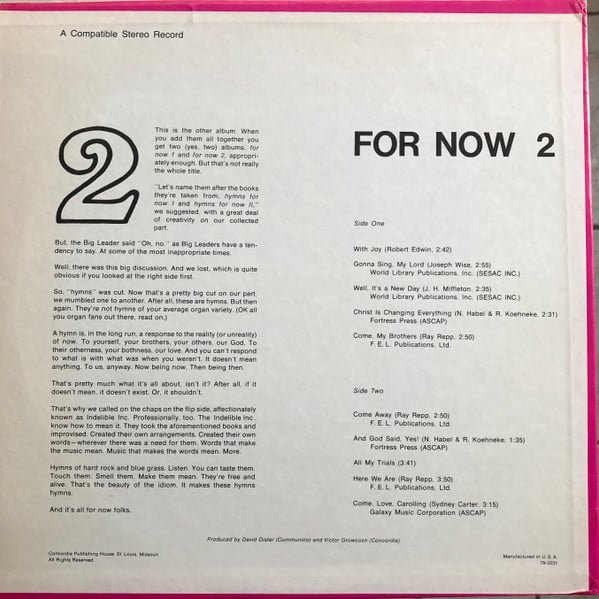 A Compatible Stereo Record
2
This is the other album. When
you add them all together you
get two (yes, two) albums, for
now I and for now 2, appropri-
ately enough. But that's not really
the whole title.
"Let's name them after the books
they're taken from, hymns for
now I and hymns for now II,"
we suggested, with a great deal
of creativity on our collected
part.
But, the Big Leader said "Oh, no," as Big Leaders have a ten-
dency to say. At some of the most inappropriate times.
Well, there was this big discussion. And we lost, which is quite
obvious if you looked at the right side first.
So, "hymns" was cut. Now that's a pretty big cut on our part,
we mumbled one to another. After all, these are hymns. But then
again. They're not hymns of your average organ variety. (OK all
you organ fans out there, read on.)
A hymn is, in the long run, a response to the reality (or unreality)
of now. To yourself, your brothers, your others, our God. To
their otherness, your bothness, our love. And you can't respond
to what is with what was when you weren't. It doesn't mean
anything. To us, anyway. Now being now. Then being then.
That's pretty much what it's all about, isn't it? After all, if it
doesn't mean, it doesn't exist. Or, it shouldn't.
That's why we called on the chaps on the flip side, affectionately
known as Indelible Inc. Professionally, too. The Indelible Inc.
know how to mean it. They took the aforementioned books and
improvised. Created their own arrangements. Created their own
words—wherever there was a need for them. Words that make
the music mean. Music that makes the words mean. More.
Hymns of hard rock and blue grass. Listen. You can taste them.
Touch them. Smell them. Make them mean. They're free and
alive. That's the beauty of the idiom. It makes these hymns
hymns.
And it's all for now folks.
FOR NOW 2
Side One
With Joy (Robert Edwin, 2:42)
Gonna Sing, My Lord (Joseph Wise, 2:55)
World Library Publications, Inc. (SESAC INC.)
Well, It's a New Day (J. H. Miffleton, 2:35)
World Library Publications, Inc. (SESAC INC.)
Christ Is Changing Everything (N. Habel & R. Koehneke, 2:31)
Fortress Press (ASCAP)
Come, My Brothers (Ray Repp, 2:50)
F. E. L. Publications, Ltd.
Side Two
Come Away (Ray Repp, 2:50)
F. E. L. Publications, Ltd.
And God Said, Yes! (N. Habel & R. Koehneke, 1:35)
Fortress Press (ASCAP)
All My Trials (3:41)
Here We Are (Ray Repp, 3:50)
F. E. L. Publications, Ltd.
Come, Love, Carolling (Sydney Carter, 3:15)
Galaxy Music Corporation (ASCAP)
Produced by David Dister (Communico) and Victor Growcock (Concordia)
Concordia Publishing House St. Louis, Missouri
All Rights Reserved
Manufactured in U. S. A.
79-2231